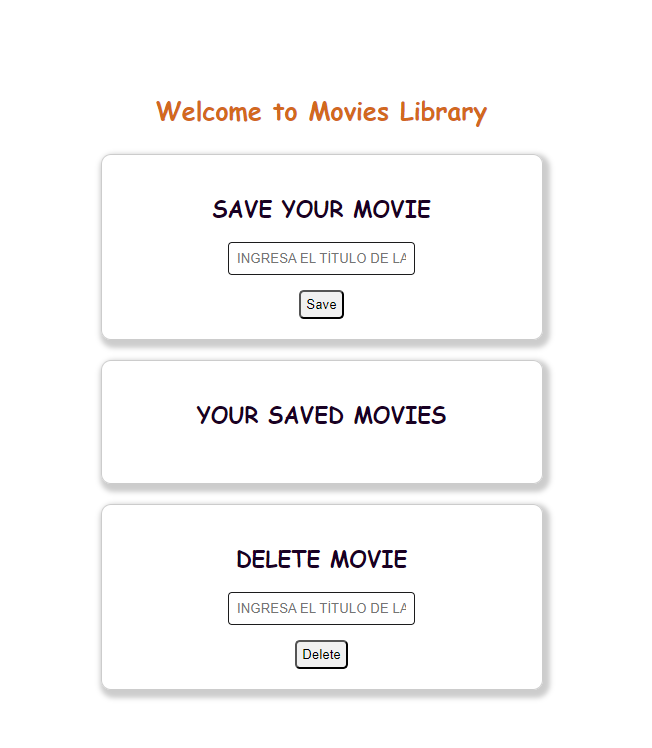 Welcome to Movies Library
SAVE YOUR MOVIE
INGRESA EL TÍTULO DE LA
Save
YOUR SAVED MOVIES
DELETE MOVIE
INGRESA EL TÍTULO DE LA
Delete